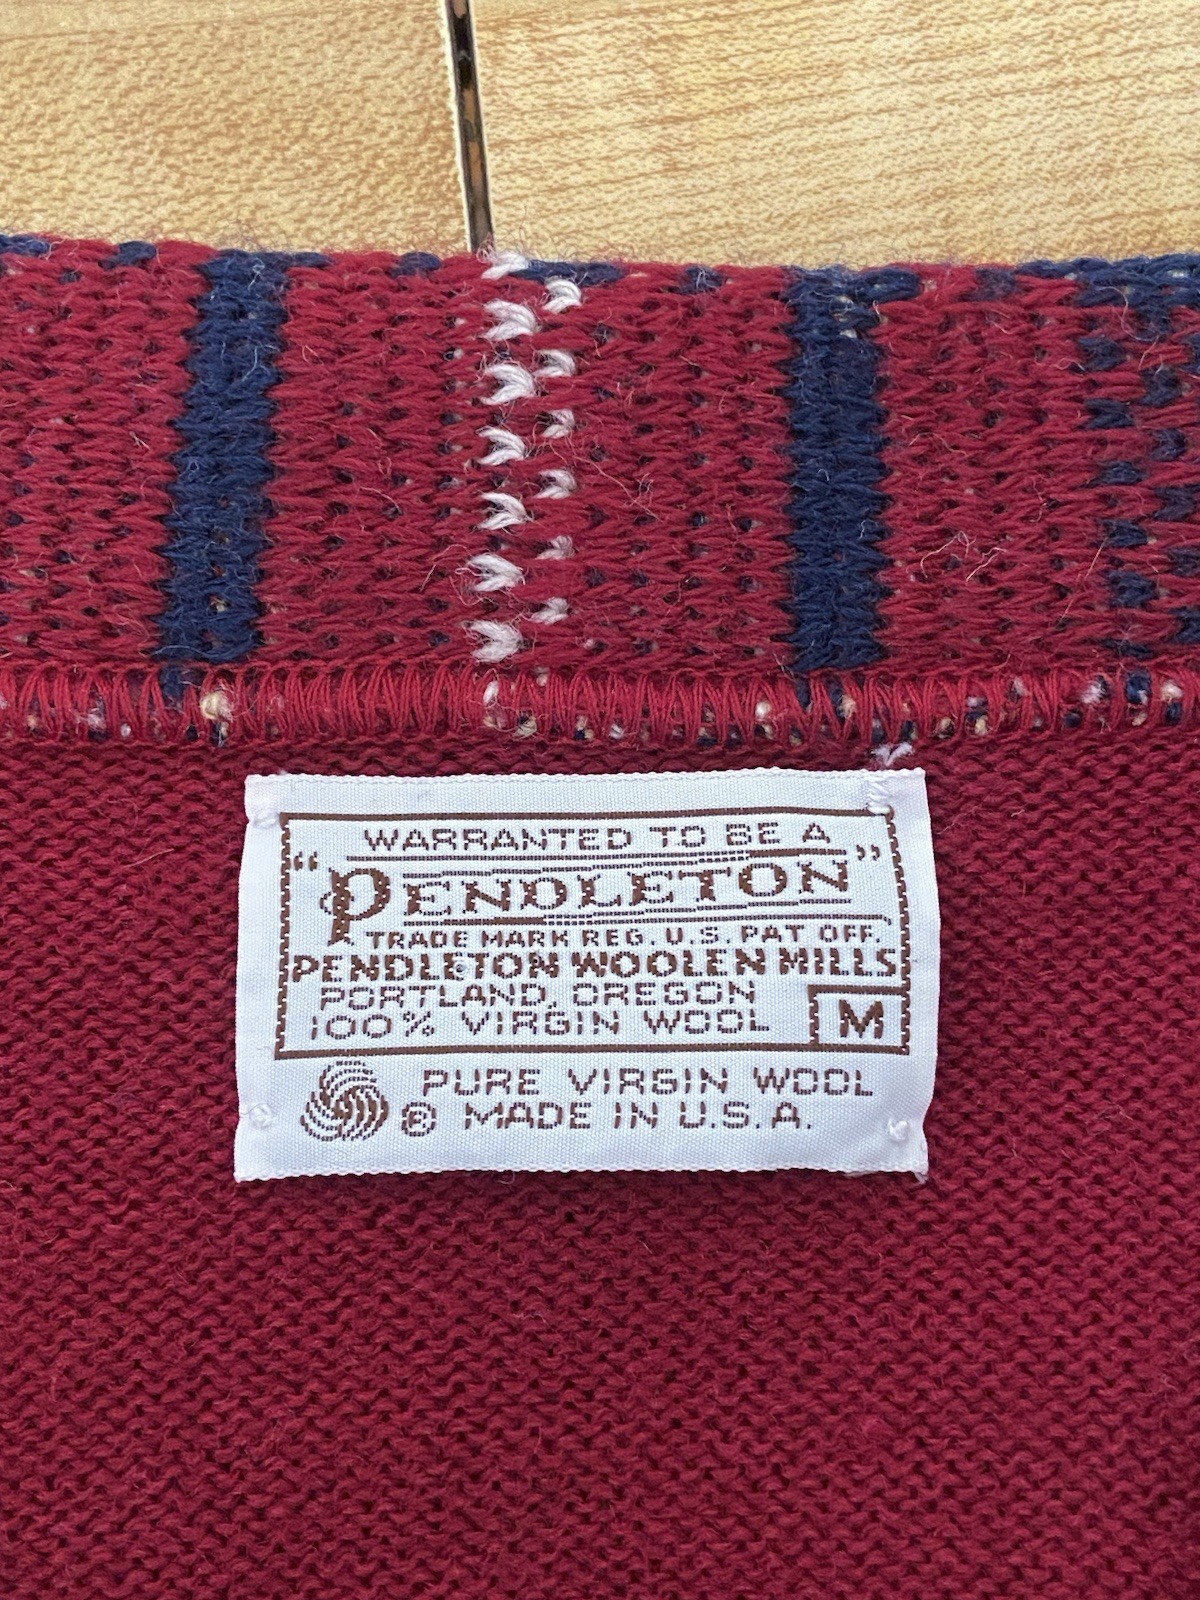 WARRANTED TO BE A
“PENDLETON”
TRADE MARK REG. U.S. PAT OFF.
PENDLETON WOOLEN MILLS
PORTLAND, OREGON
100% VIRGIN WOOL M
PURE VIRGIN WOOL
® MADE IN U.S.A.